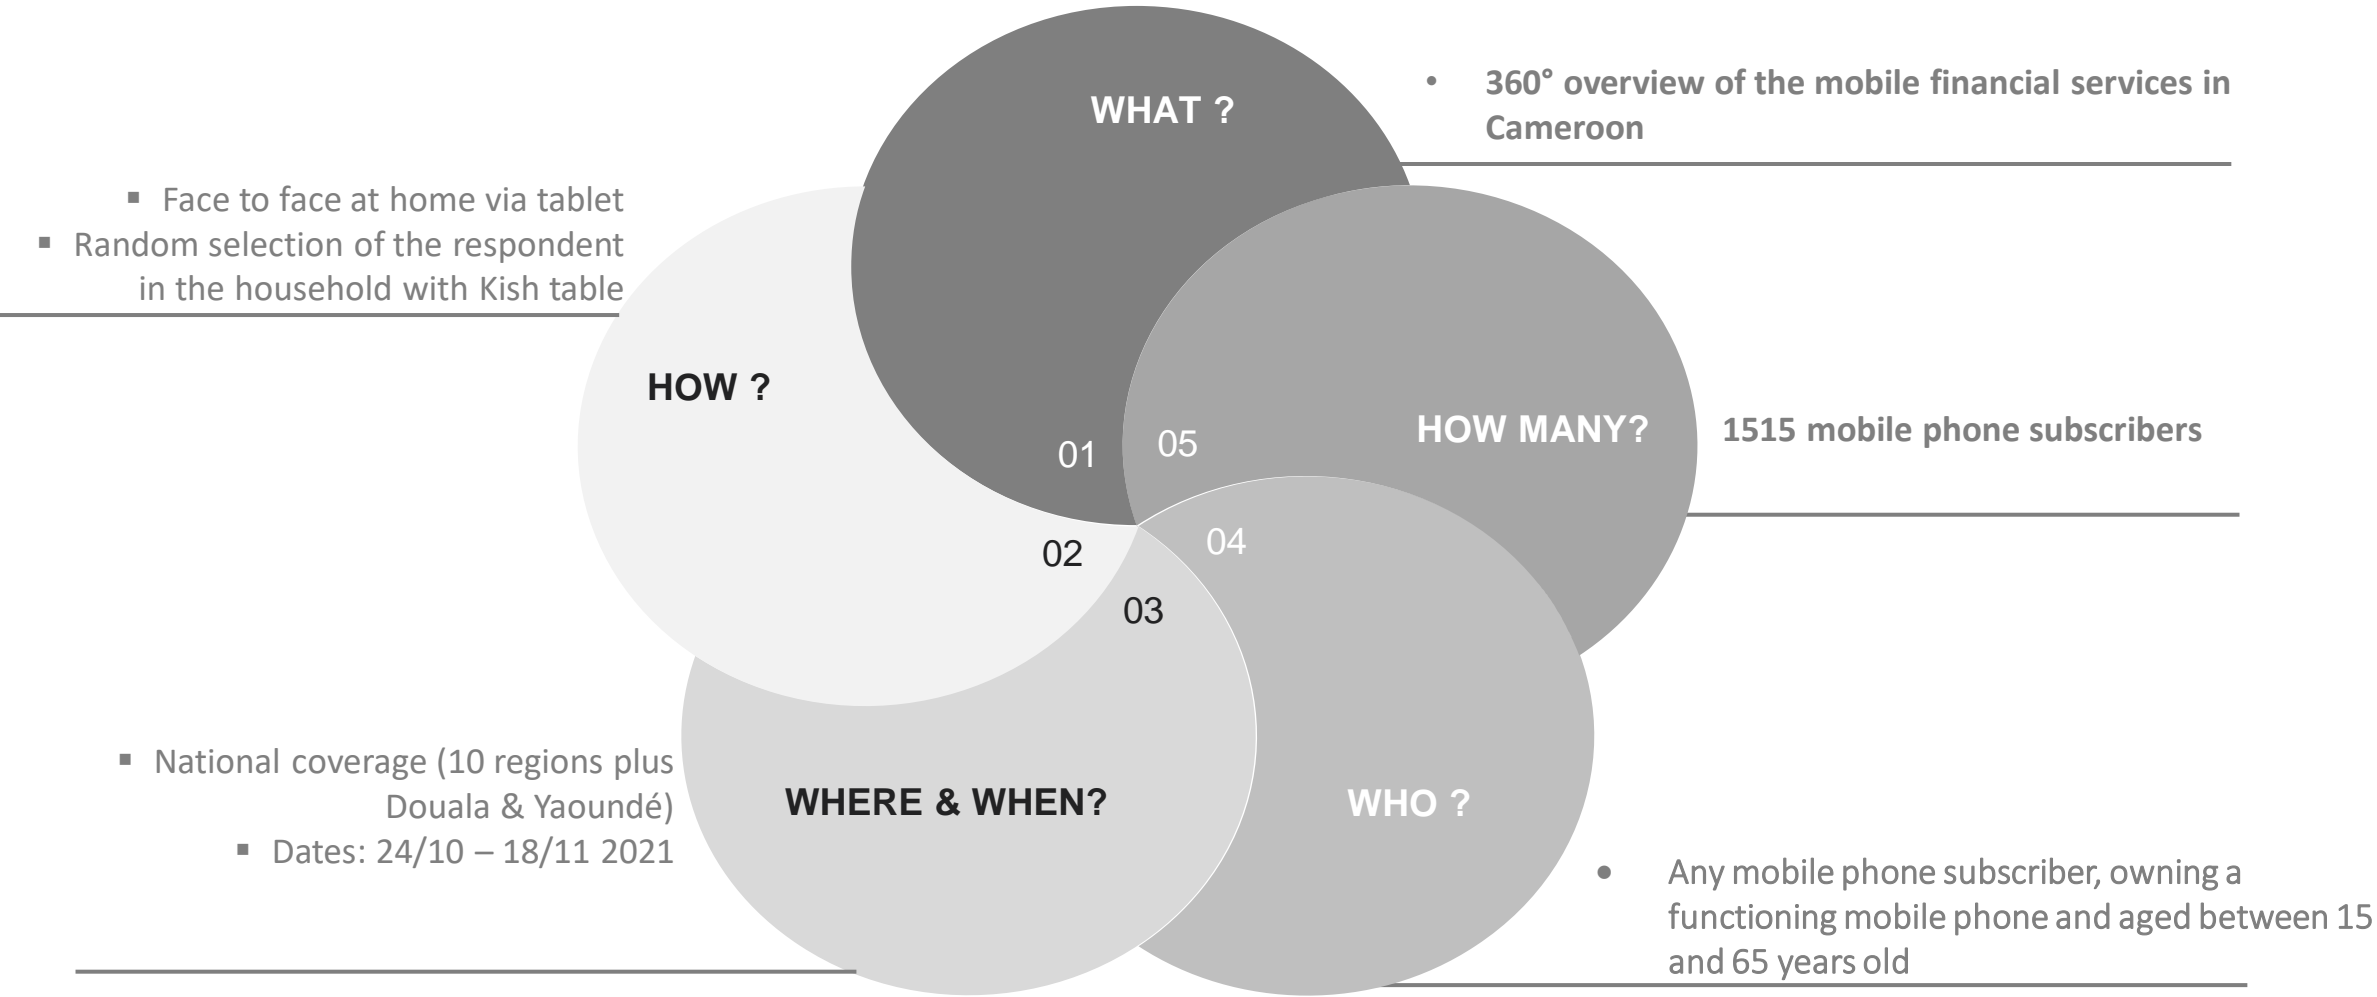 WHAT ?
• 360° overview of the mobile financial services in
Cameroon
▪ Face to face at home via tablet
▪ Random selection of the respondent
in the household with Kish table
HOW ?
HOW MANY?
1515 mobile phone subscribers
01
05
02
04
03
▪ National coverage (10 regions plus
Douala & Yaoundé)
▪ Dates: 24/10 – 18/11 2021
WHERE & WHEN?
WHO ?
• Any mobile phone subscriber, owning a
functioning mobile phone and aged between 15
and 65 years old